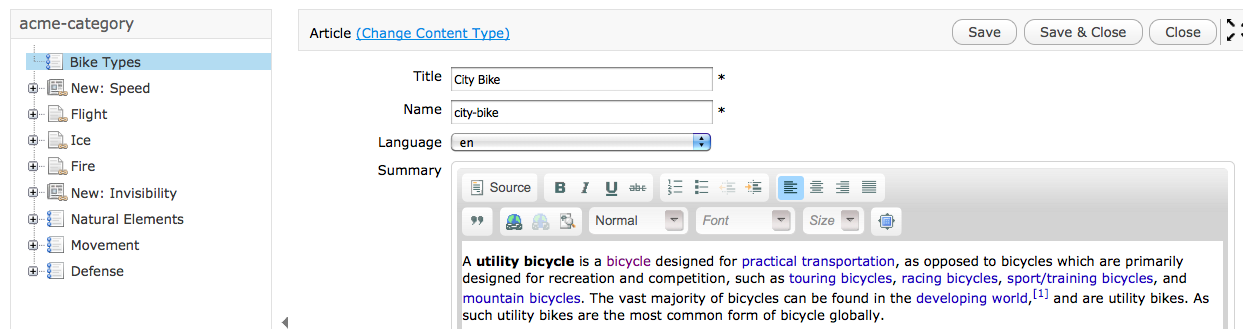 acme-category
Bike Types
New: Speed
Flight
Ice
Fire
New: Invisibility
Natural Elements
Movement
Defense
Article (Change Content Type)
Save
Save & Close
Close
Title City Bike *
Name city-bike *
Language en
Summary
Source B I U abc
Normal Font Size
A utility bicycle is a bicycle designed for practical transportation, as opposed to bicycles which are primarily
designed for recreation and competition, such as touring bicycles, racing bicycles, sport/training bicycles, and
mountain bicycles. The vast majority of bicycles can be found in the developing world,[1] and are utility bikes. As
such utility bikes are the most common form of bicycle globally.